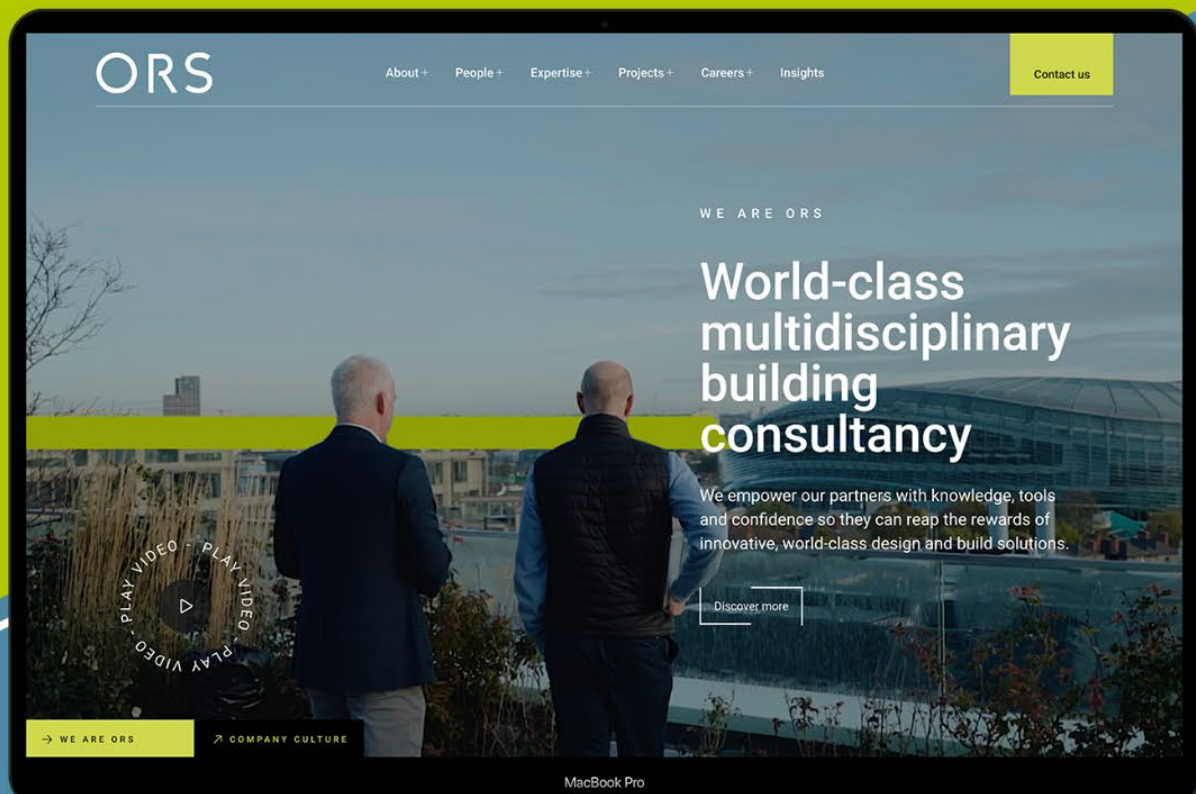 ORS
About +
People +
Expertise +
Projects +
Careers +
Insights
Contact us
WE ARE ORS
World-class
multidisciplinary
building
consultancy
We empower our partners with knowledge, tools
and confidence so they can reap the rewards of
innovative, world-class design and build solutions.
Discover more
PLAY VIDEO - PLAY VIDEO - PLAY VIDEO -
→ WE ARE ORS
↗ COMPANY CULTURE
MacBook Pro